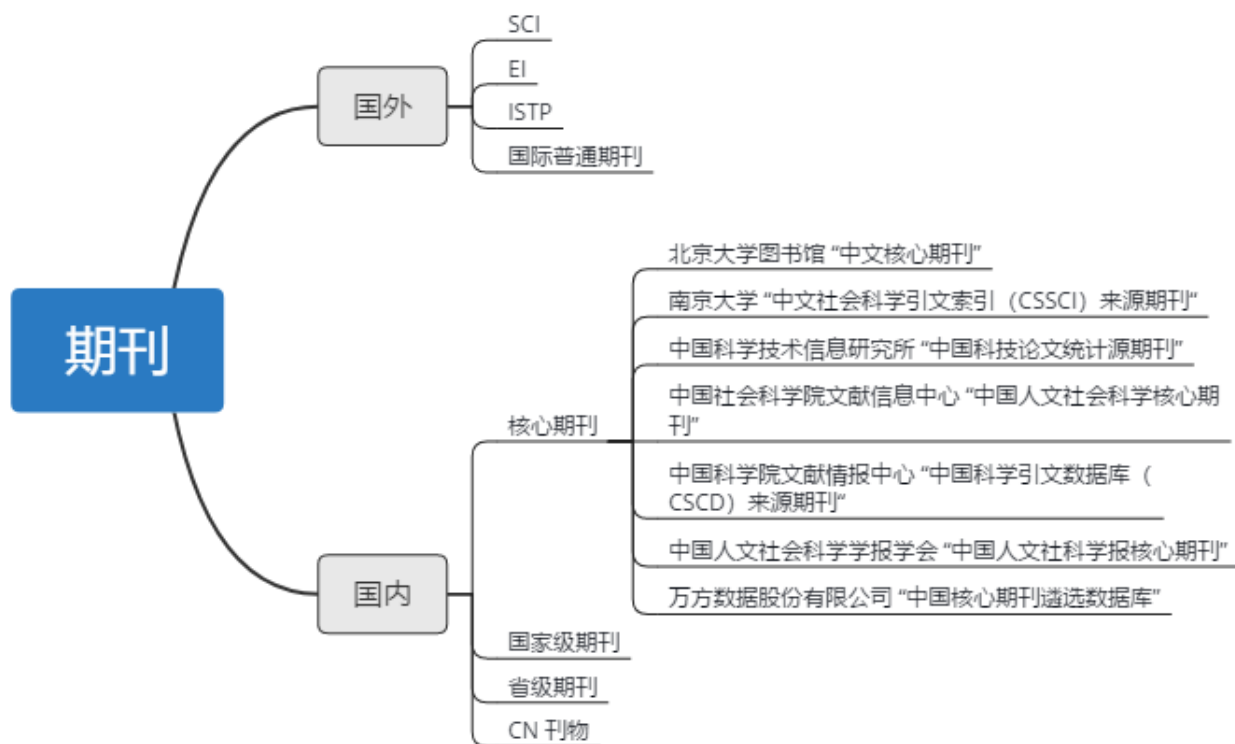 期刊
国外
SCI
EI
ISTP
国际普通期刊
国内
核心期刊
北京大学图书馆 “中文核心期刊”
南京大学 “中文社会科学引文索引（CSSCI）来源期刊“
中国科学技术信息研究所 “中国科技论文统计源期刊”
中国社会科学院文献信息中心 “中国人文社会科学核心期
刊”
中国科学院文献情报中心 “中国科学引文数据库（
CSCD）来源期刊“
中国人文社会科学学报学会 “中国人文社科学报核心期刊”
万方数据股份有限公司 “中国核心期刊遴选数据库”
国家级期刊
省级期刊
CN 刊物